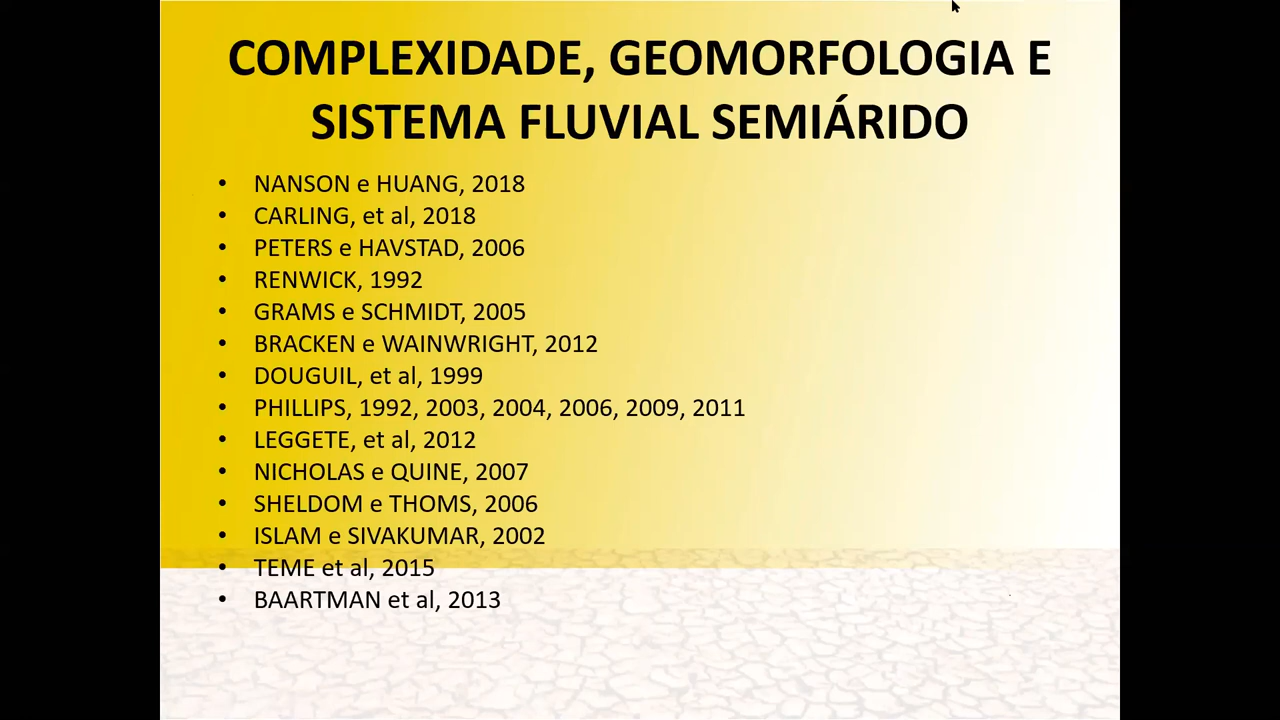 COMPLEXIDADE, GEOMORFOLOGIA E
SISTEMA FLUVIAL SEMIÁRIDO
• NANSON e HUANG, 2018
• CARLING, et al, 2018
• PETERS e HAVSTAD, 2006
• RENWICK, 1992
• GRAMS e SCHMIDT, 2005
• BRACKEN e WAINWRIGHT, 2012
• DOUGUIL, et al, 1999
• PHILLIPS, 1992, 2003, 2004, 2006, 2009, 2011
• LEGGETE, et al, 2012
• NICHOLAS e QUINE, 2007
• SHELDOM e THOMS, 2006
• ISLAM e SIVAKUMAR, 2002
• TEME et al, 2015
• BAARTMAN et al, 2013